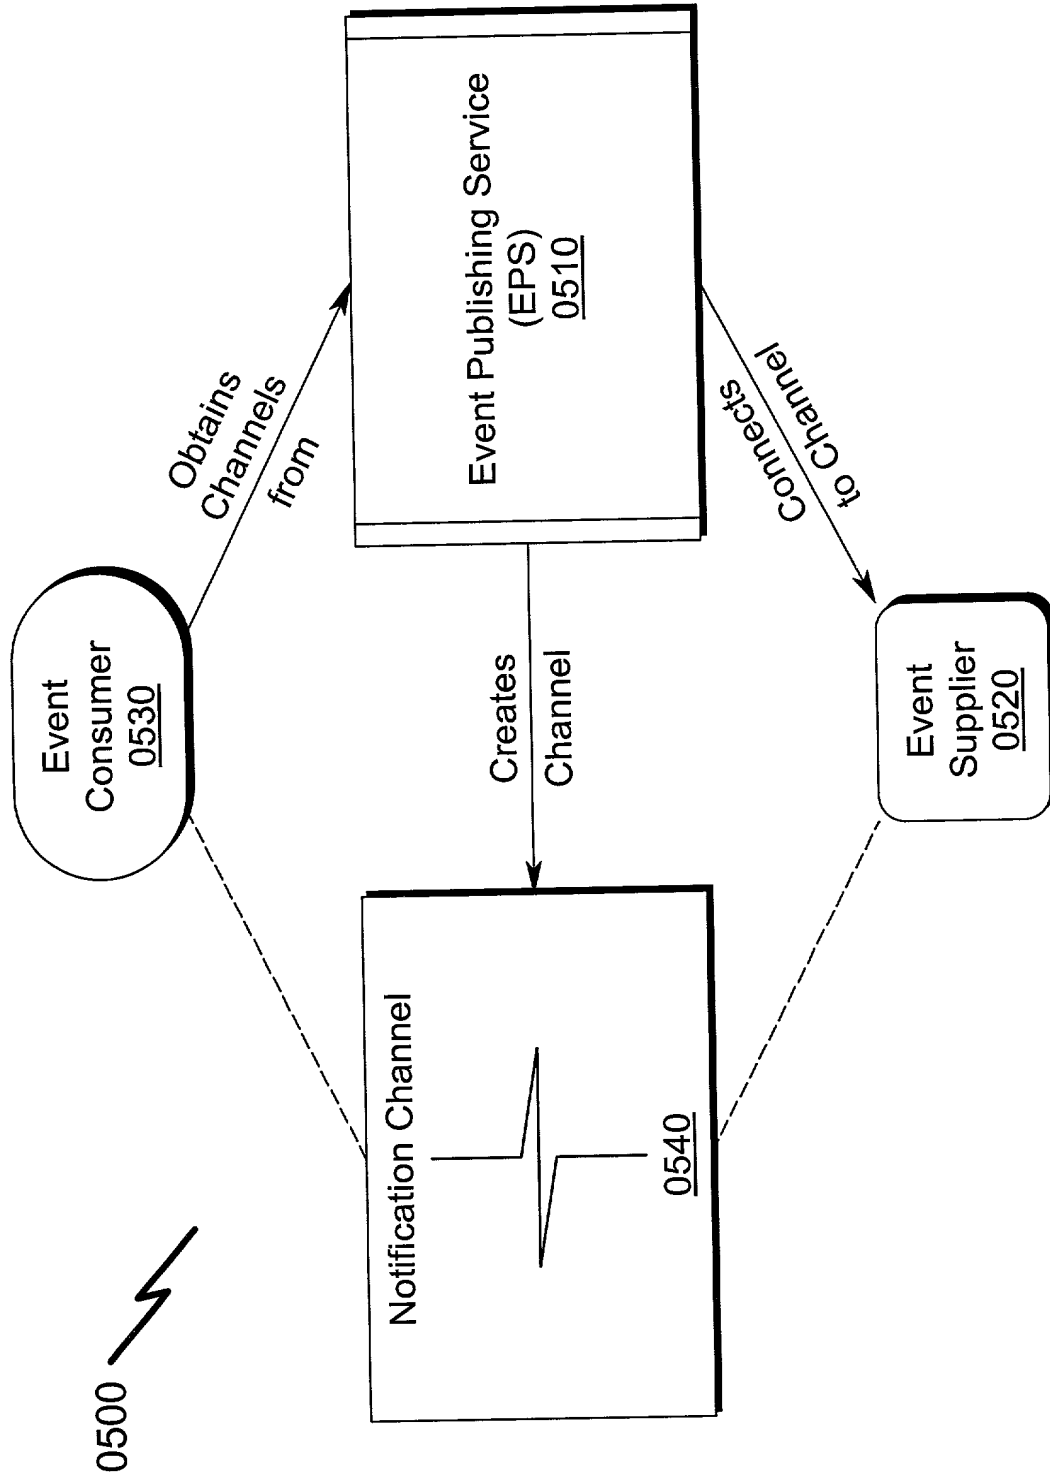 0500
Event
Consumer
0530
Obtains
Channels
from
Notification Channel
0540
Creates
Channel
Event Publishing Service
(EPS)
0510
Connects
to Channel
Event
Supplier
0520